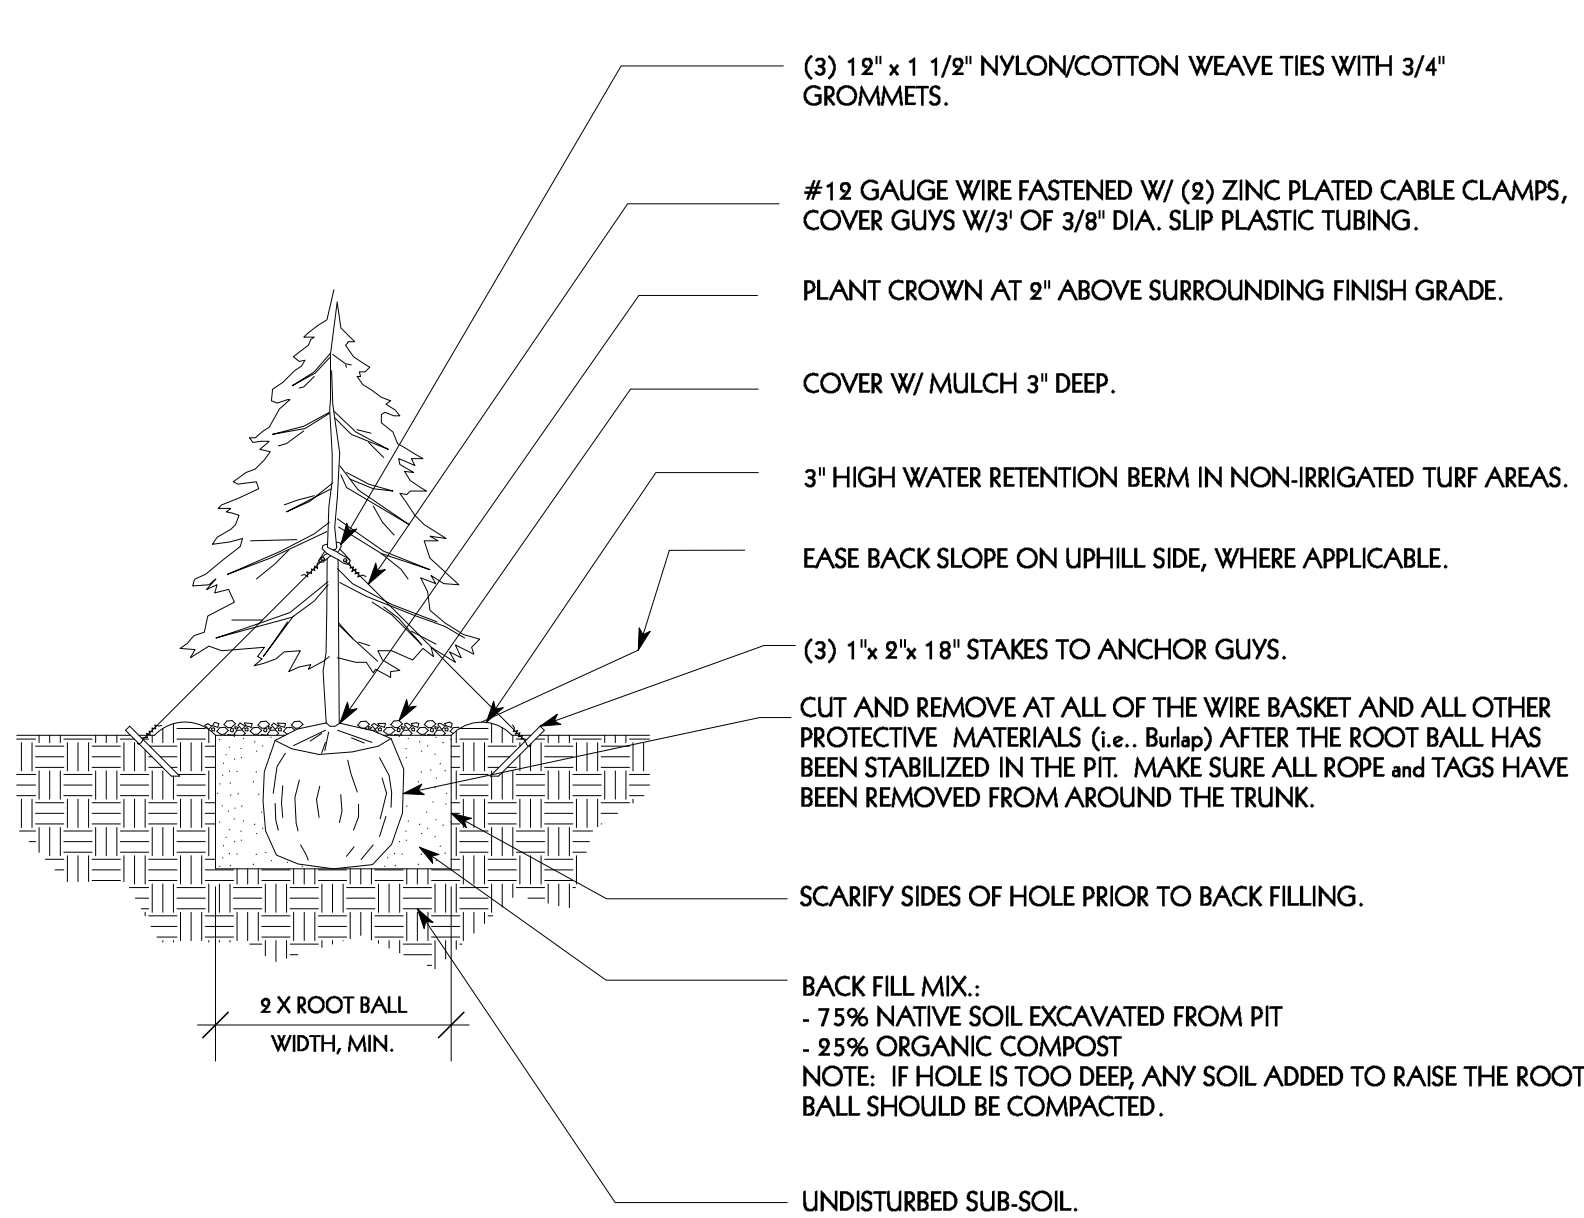 (3) 12" x 1 1/2" NYLON/COTTON WEAVE TIES WITH 3/4"
GROMMETS.
#12 GAUGE WIRE FASTENED W/ (2) ZINC PLATED CABLE CLAMPS,
COVER GUYS W/3' OF 3/8" DIA. SLIP PLASTIC TUBING.
PLANT CROWN AT 2" ABOVE SURROUNDING FINISH GRADE.
COVER W/ MULCH 3" DEEP.
3" HIGH WATER RETENTION BERM IN NON-IRRIGATED TURF AREAS.
EASE BACK SLOPE ON UPHILL SIDE, WHERE APPLICABLE.
(3) 1"x 2"x 18" STAKES TO ANCHOR GUYS.
CUT AND REMOVE AT ALL OF THE WIRE BASKET AND ALL OTHER
PROTECTIVE  MATERIALS (i.e.. Burlap) AFTER THE ROOT BALL HAS
BEEN STABILIZED IN THE PIT.  MAKE SURE ALL ROPE and TAGS HAVE
BEEN REMOVED FROM AROUND THE TRUNK.
SCARIFY SIDES OF HOLE PRIOR TO BACK FILLING.
BACK FILL MIX.:
- 75% NATIVE SOIL EXCAVATED FROM PIT
- 25% ORGANIC COMPOST
NOTE:  IF HOLE IS TOO DEEP, ANY SOIL ADDED TO RAISE THE ROOT
BALL SHOULD BE COMPACTED.
2 X ROOT BALL
WIDTH, MIN.
UNDISTURBED SUB-SOIL.